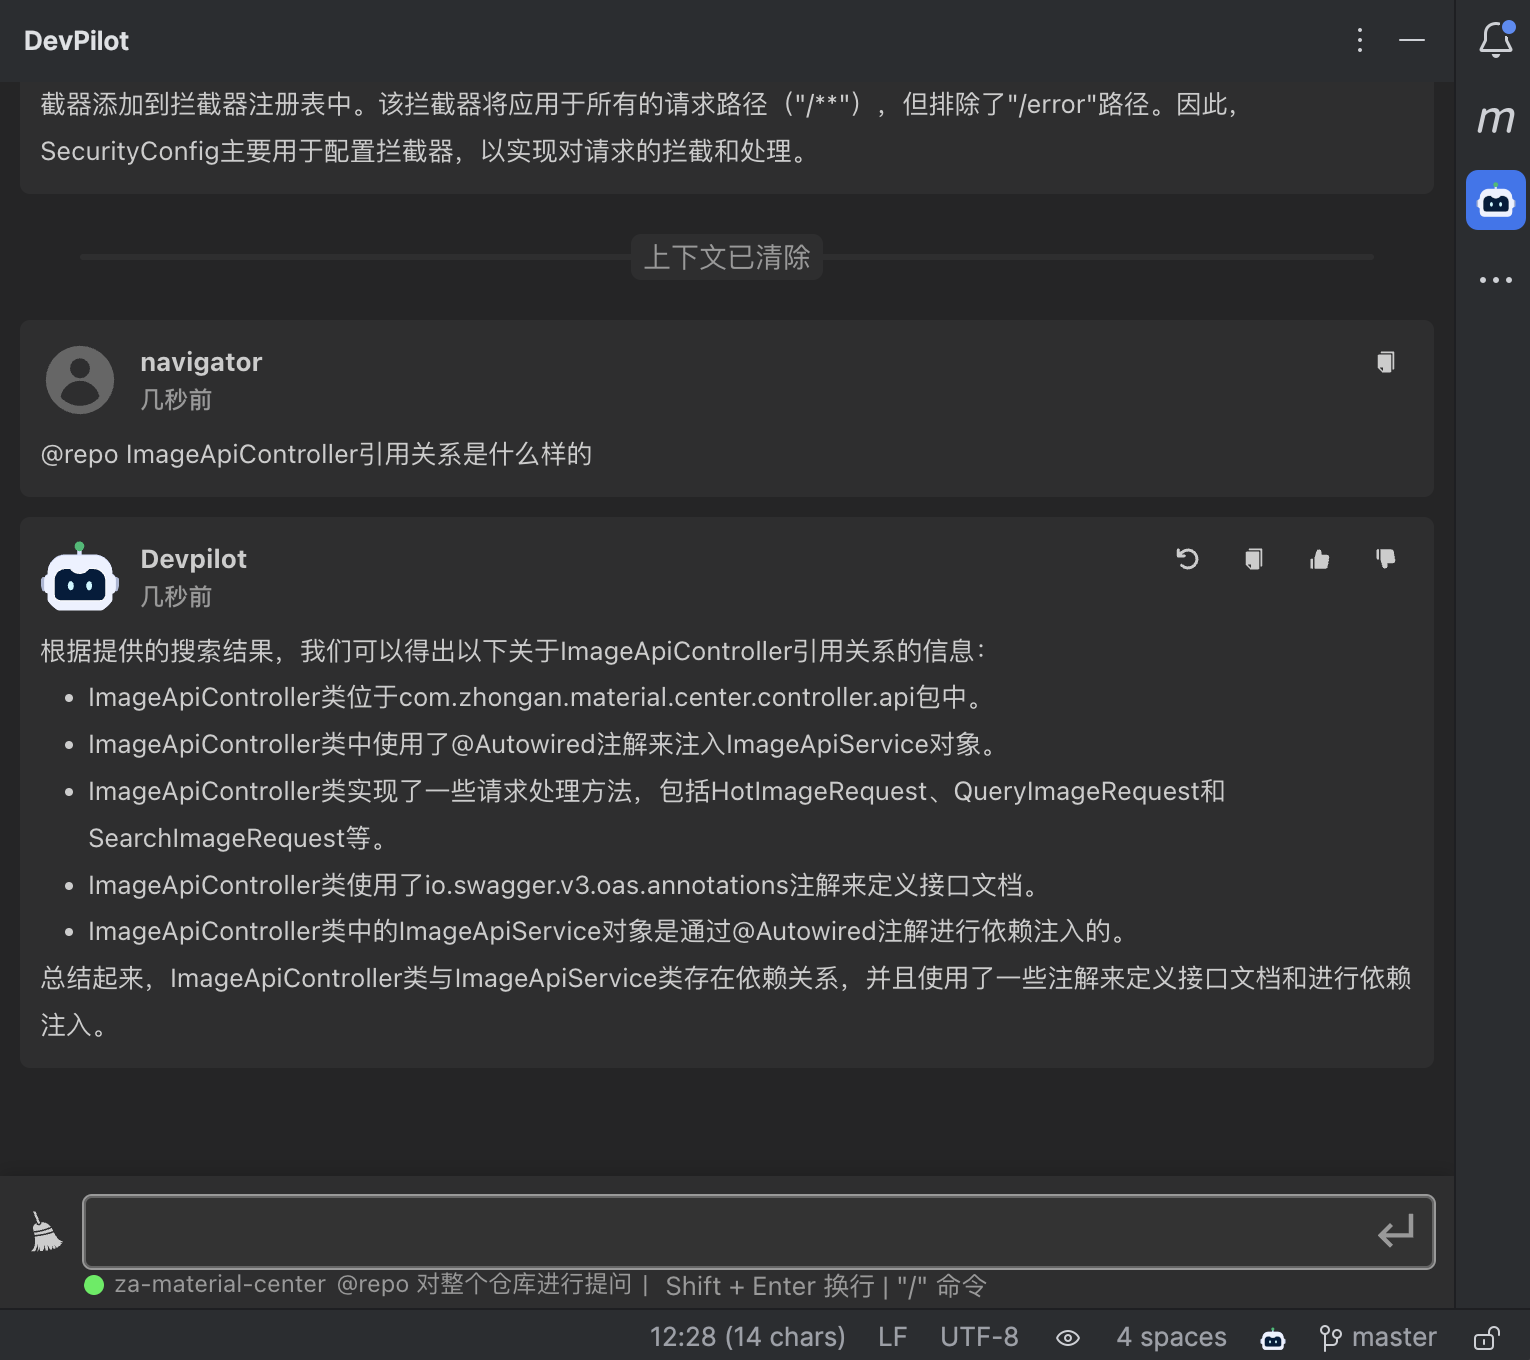 DevPilot
截器添加到拦截器注册表中。该拦截器将应用于所有的请求路径（"/**"），但排除了"/error"路径。因此，
SecurityConfig主要用于配置拦截器，以实现对请求的拦截和处理。
上下文已清除
navigator
几秒前
@repo ImageApiController引用关系是什么样的
Devpilot
几秒前
根据提供的搜索结果，我们可以得出以下关于ImageApiController引用关系的信息：
• ImageApiController类位于com.zhongan.material.center.controller.api包中。
• ImageApiController类中使用了@Autowired注解来注入ImageApiService对象。
• ImageApiController类实现了一些请求处理方法，包括HotImageRequest、QueryImageRequest和
SearchImageRequest等。
• ImageApiController类使用了io.swagger.v3.oas.annotations注解来定义接口文档。
• ImageApiController类中的ImageApiService对象是通过@Autowired注解进行依赖注入的。
总结起来，ImageApiController类与ImageApiService类存在依赖关系，并且使用了一些注解来定义接口文档和进行依赖
注入。
za-material-center @repo 对整个仓库进行提问 | Shift + Enter 换行 | "/" 命令
12:28 (14 chars) LF UTF-8 4 spaces master
m